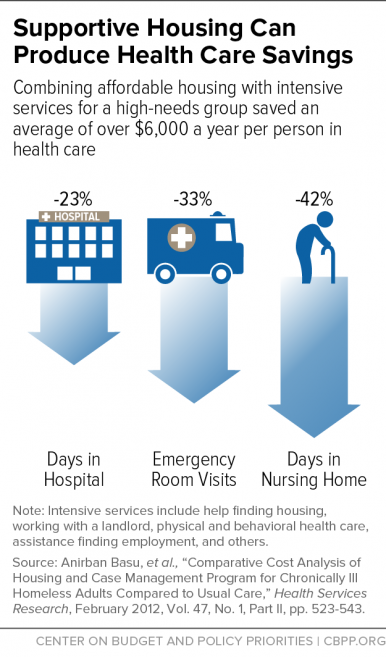 Supportive Housing Can
Produce Health Care Savings
Combining affordable housing with intensive
services for a high-needs group saved an
average of over $6,000 a year per person in
health care
-23%
-33%
-42%
HOSPITAL
Days in
Hospital
Emergency
Room Visits
Days in
Nursing Home
Note: Intensive services include help finding housing,
working with a landlord, physical and behavioral health care,
assistance finding employment, and others.
Source: Anirban Basu, et al., “Comparative Cost Analysis of
Housing and Case Management Program for Chronically Ill
Homeless Adults Compared to Usual Care,” Health Services
Research, February 2012, Vol. 47, No. 1, Part II, pp. 523-543.
CENTER ON BUDGET AND POLICY PRIORITIES | CBPP.ORG